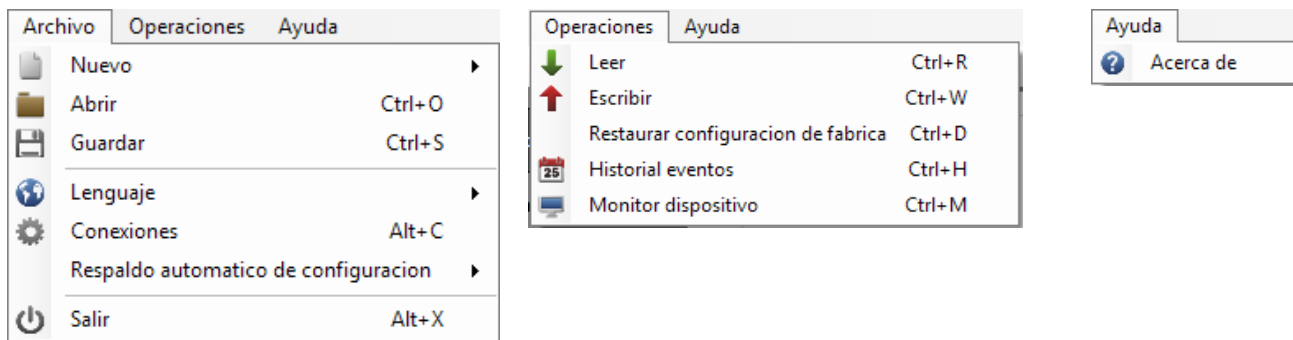 Archivo Operaciones Ayuda
Nuevo
Abrir Ctrl+O
Guardar Ctrl+S
Lenguaje
Conexiones Alt+C
Respaldo automatico de configuracion
Salir Alt+X
Operaciones Ayuda
Leer Ctrl+R
Escribir Ctrl+W
Restaurar configuracion de fabrica Ctrl+D
25 Historial eventos Ctrl+H
Monitor dispositivo Ctrl+M
Ayuda
? Acerca de